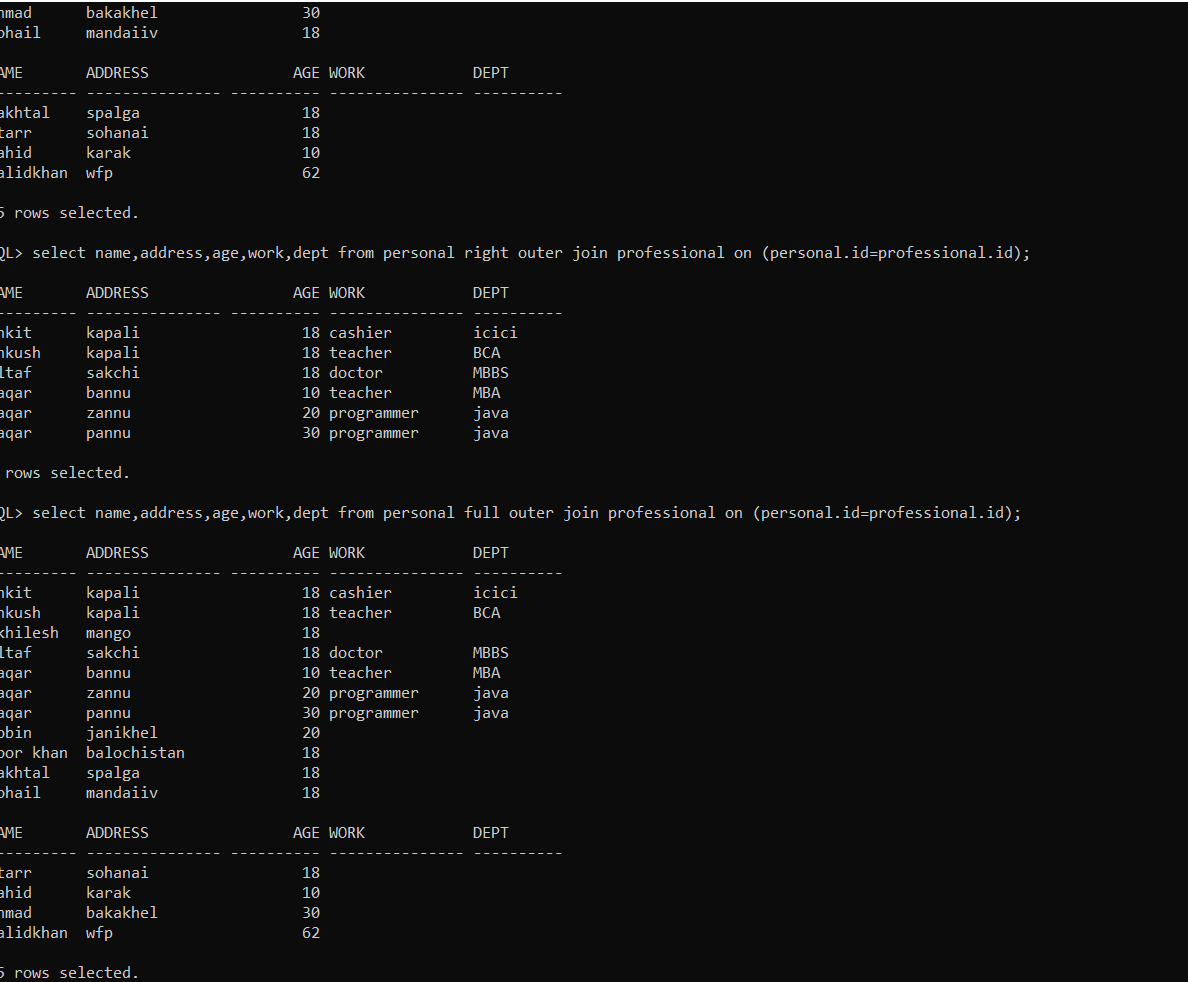 hmad      bakakhel                30
ohail     mandaiiv                18
AME       ADDRESS                AGE WORK            DEPT
--------- --------------- ---------- --------------- ----------
akhtal    spalga                  18
tarr      sohanai                 18
ahid      karak                   10
alidkhan  wfp                     62
5 rows selected.
QL> select name,address,age,work,dept from personal right outer join professional on (personal.id=professional.id);
AME       ADDRESS                AGE WORK            DEPT
--------- --------------- ---------- --------------- ----------
nkit      kapali                  18 cashier         icici
nkush     kapali                  18 teacher         BCA
ltaf      sakchi                  18 doctor          MBBS
aqar      bannu                   10 teacher         MBA
aqar      zannu                   20 programmer      java
aqar      pannu                   30 programmer      java
rows selected.
QL> select name,address,age,work,dept from personal full outer join professional on (personal.id=professional.id);
AME       ADDRESS                AGE WORK            DEPT
--------- --------------- ---------- --------------- ----------
nkit      kapali                  18 cashier         icici
nkush     kapali                  18 teacher         BCA
khilesh   mango                   18
ltaf      sakchi                  18 doctor          MBBS
aqar      bannu                   10 teacher         MBA
aqar      zannu                   20 programmer      java
aqar      pannu                   30 programmer      java
obin      janikhel                20
oor khan  balochistan             18
akhtal    spalga                  18
ohail     mandaiiv                18
AME       ADDRESS                AGE WORK            DEPT
--------- --------------- ---------- --------------- ----------
tarr      sohanai                 18
ahid      karak                   10
hmad      bakakhel                30
alidkhan  wfp                     62
5 rows selected.